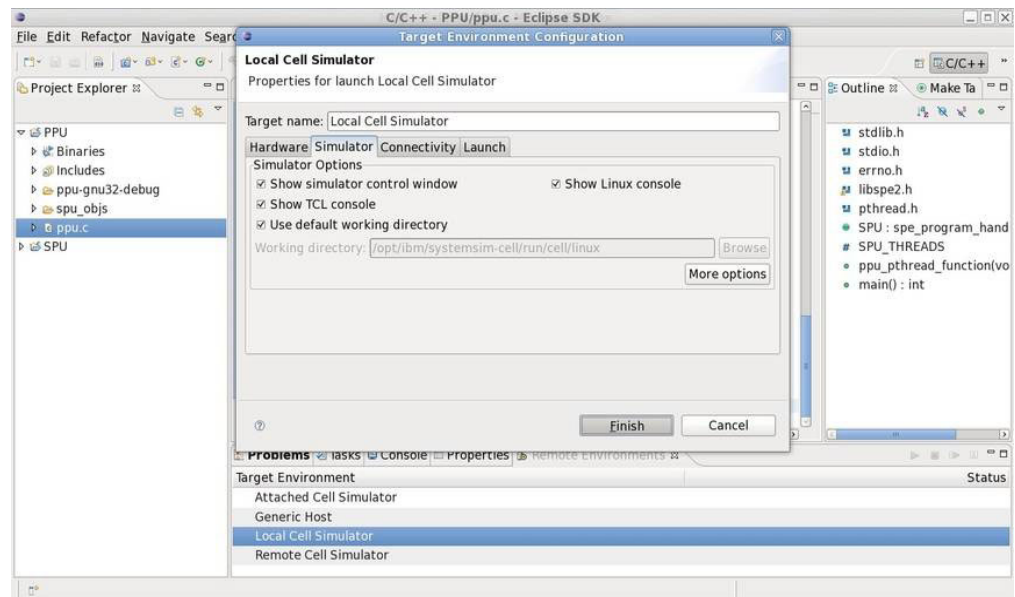 C/C++ - PPU/ppu.c - Eclipse SDK
File Edit Refactor Navigate
Target Environment Configuration
C/C++
Project Explorer
PPU
Binaries
Includes
ppu-gnu32-debug
spu_objs
ppu.c
SPU
Local Cell Simulator
Properties for launch Local Cell Simulator
Target name: Local Cell Simulator
Hardware Simulator Connectivity Launch
Simulator Options
Show simulator control window Show Linux console
Show TCL console
Use default working directory
Working directory: /opt/ibm/systemsim-cell/run/cell/linux Browse
More options
Finish Cancel
Outline Make Ta
stdlib.h
stdio.h
errno.h
libspe2.h
pthread.h
SPU : spe_program_hand
SPU_THREADS
ppu_pthread_function(vo
main() : int
Problems Tasks Console Properties Remote Environments
Target Environment Status
Attached Cell Simulator
Generic Host
Local Cell Simulator
Remote Cell Simulator